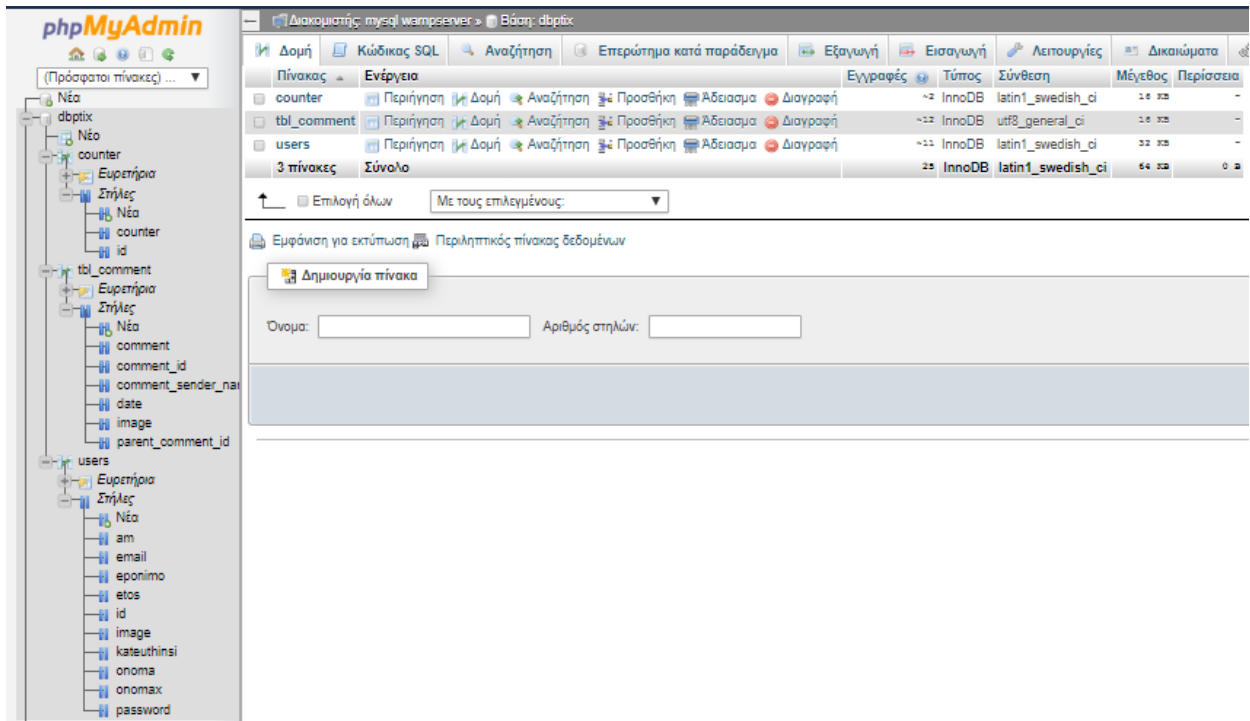 phpMyAdmin
(Πρόσφατοι πίνακες) ...
Νέα
dbptix
Νέο
counter
Ευρετήρια
Στήλες
Νέα
counter
id
tbl_comment
Ευρετήρια
Στήλες
Νέα
comment
comment_id
comment_sender_nai
date
image
parent_comment_id
users
Ευρετήρια
Στήλες
Νέα
am
email
eponimo
etos
id
image
kateuthinsi
onoma
onomax
password
Διακομιστής: mysql wampserver » Βάση: dbptix
Δομή Κώδικας SQL Αναζήτηση Επερώτημα κατά παράδειγμα Εξαγωγή Εισαγωγή Λειτουργίες Δικαιώματα
Πίνακας Ενέργεια Εγγραφές Τύπος Σύνθεση Μέγεθος Περίσσεια
counter Περιήγηση Δομή Αναζήτηση Προσθήκη Άδειασμα Διαγραφή ~2 InnoDB latin1_swedish_ci 16 KB -
tbl_comment Περιήγηση Δομή Αναζήτηση Προσθήκη Άδειασμα Διαγραφή ~12 InnoDB utf8_general_ci 16 KB -
users Περιήγηση Δομή Αναζήτηση Προσθήκη Άδειασμα Διαγραφή ~11 InnoDB latin1_swedish_ci 32 KB -
3 πίνακες Σύνολο 25 InnoDB latin1_swedish_ci 64 KB 0 B
Επιλογή όλων Με τους επιλεγμένους:
Εμφάνιση για εκτύπωση Περιληπτικός πίνακας δεδομένων
Δημιουργία πίνακα
Όνομα: Αριθμός στηλών: